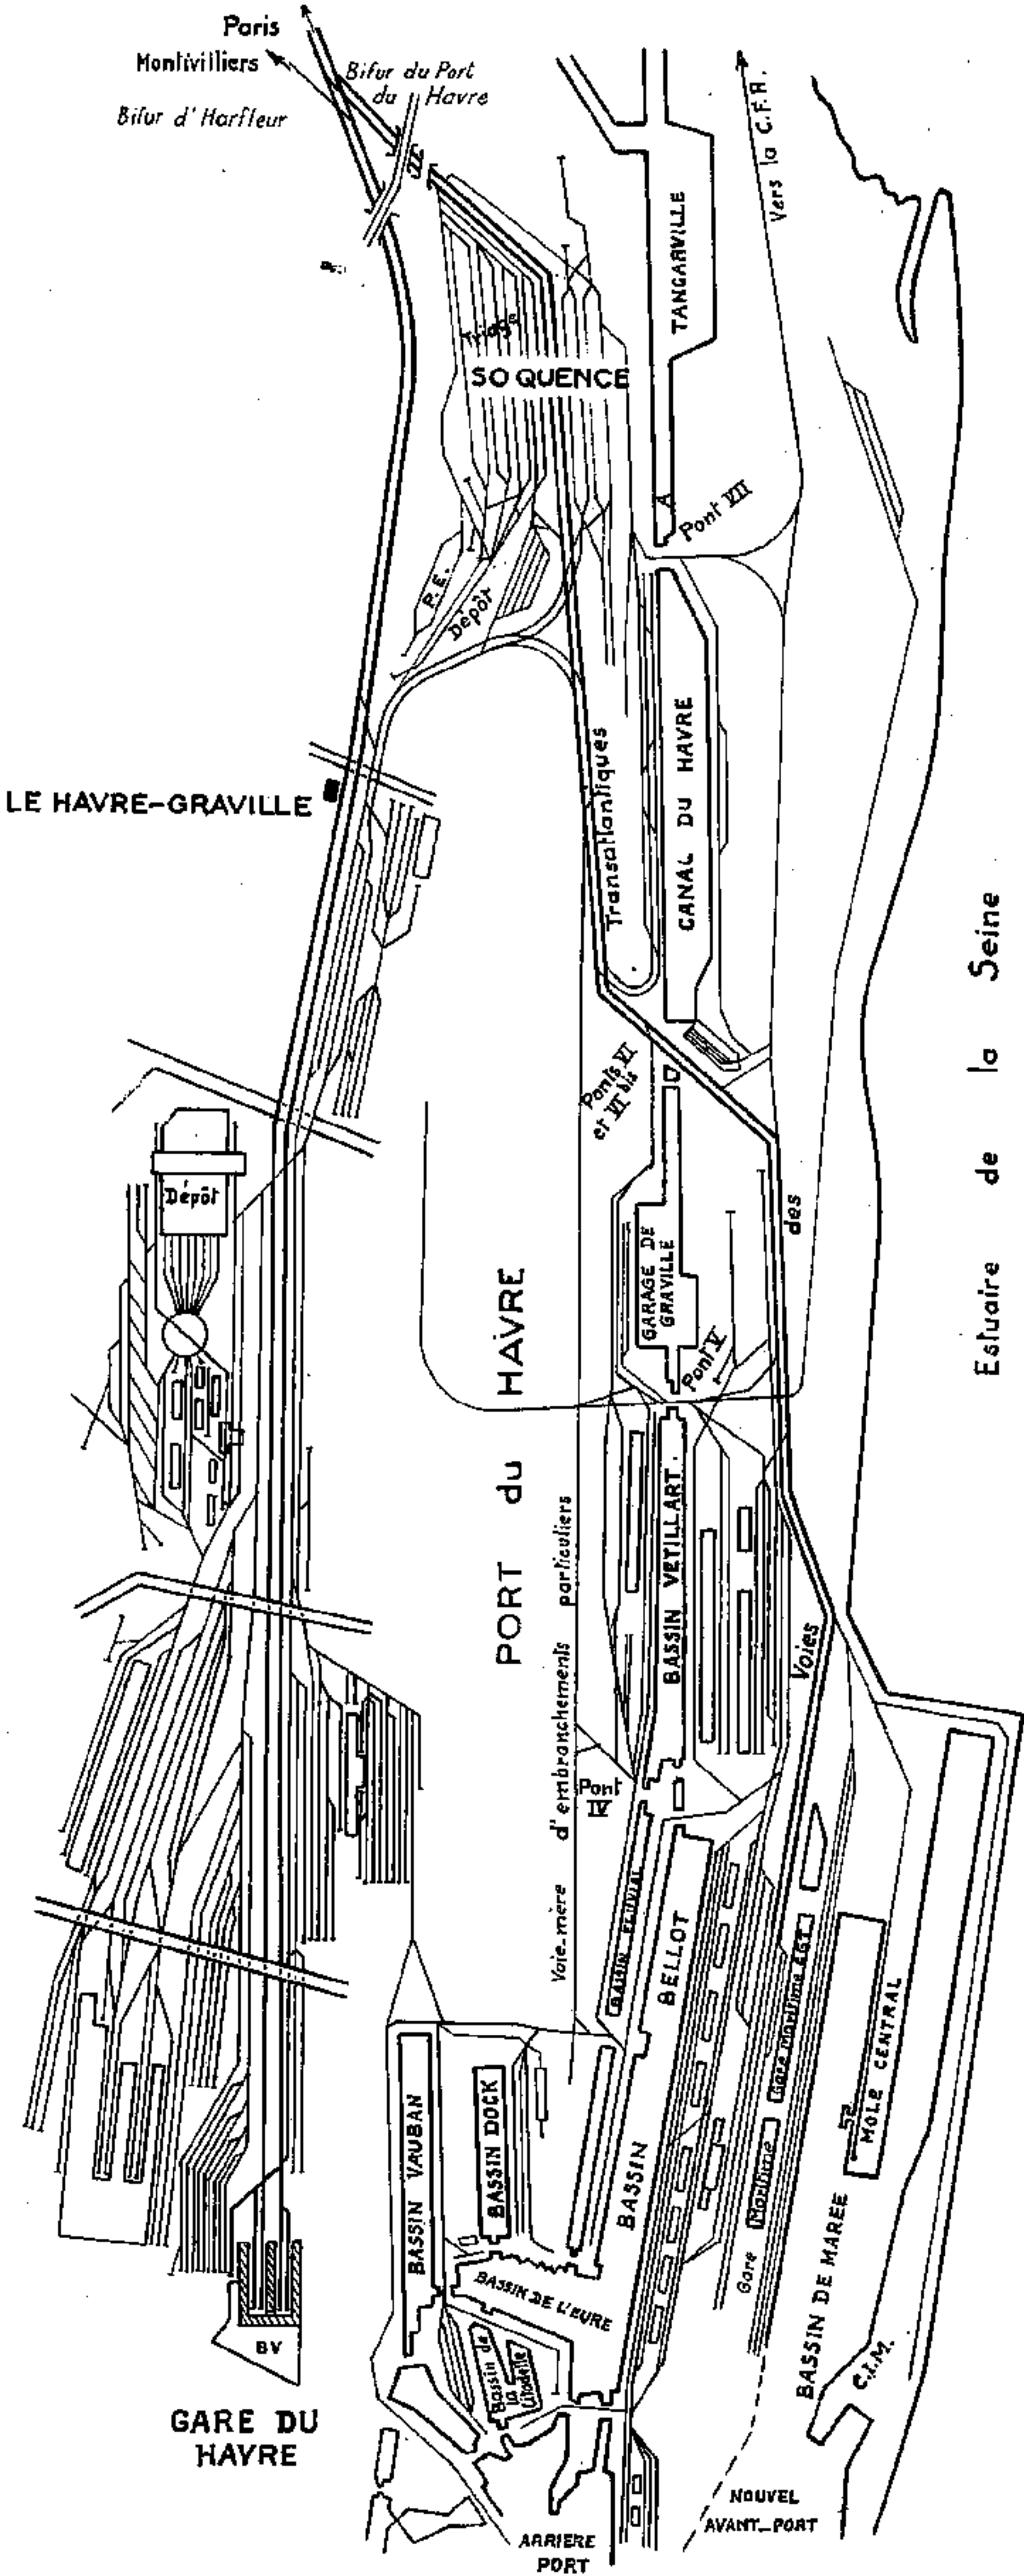 Paris
Montivilliers
Bifur du Port
du Havre
Bifur d'Harfleur
Vers la C.F.R.
TANCARVILLE
Triage
SOQUENCE
Pont VII
P.E.
Dépôt
LE HAVRE-GRAVILLE
Transatlantiques
CANAL DU HAVRE
Estuaire de la Seine
Ponts VI
et VI bis
Dépôt
des
GARAGE DE
GRAVILLE
Pont V
PORT du HAVRE
Voie-mère d'embranchements particuliers
BASSIN VETILLART
Voies
Pont
IV
BASSIN FLUVIAL
BASSIN BELLOT
Gare Maritime EGT
MOLE CENTRAL
BASSIN VAUBAN
BASSIN DOCK
Gare Maritime
BASSIN DE MAREE
BASSIN DE L'EURE
Bassin de
la
Citadelle
C.I.M.
BV
GARE DU
HAVRE
NOUVEL
AVANT-PORT
ARRIERE
PORT